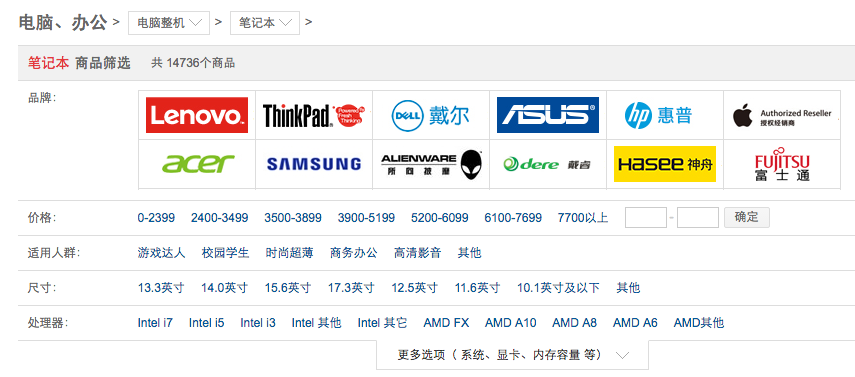 电脑、办公 > 电脑整机 > 笔记本 >
笔记本 商品筛选 共 14736个商品
品牌:
Lenovo. ThinkPad. Powered by Fresh Thinking DELL 戴尔 ASUS hp 惠普 Authorized Reseller 授权经销商
acer SAMSUNG ALIENWARE 所向披靡 dere 戴睿 HASEE 神舟 FUJITSU 富士通
价格: 0-2399 2400-3499 3500-3899 3900-5199 5200-6099 6100-7699 7700以上 - 确定
适用人群: 游戏达人 校园学生 时尚超薄 商务办公 高清影音 其他
尺寸: 13.3英寸 14.0英寸 15.6英寸 17.3英寸 12.5英寸 11.6英寸 10.1英寸及以下 其他
处理器: Intel i7 Intel i5 Intel i3 Intel 其他 Intel 其它 AMD FX AMD A10 AMD A8 AMD A6 AMD其他
更多选项（ 系统、显卡、内存容量 等）